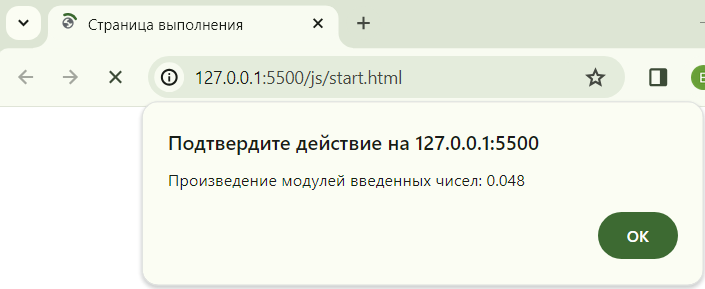 Страница выполнения
127.0.0.1:5500/js/start.html
Подтвердите действие на 127.0.0.1:5500
Произведение модулей введенных чисел: 0.048
ОК